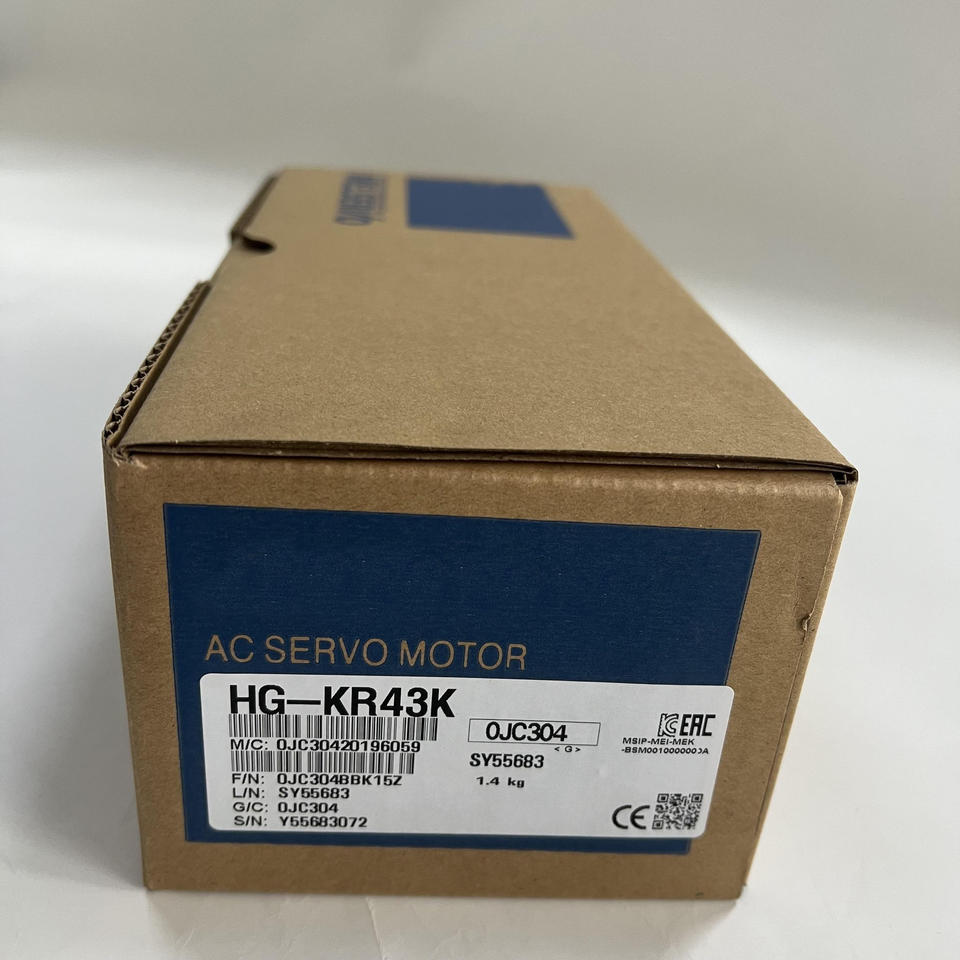 AC SERVO MOTOR
HG-KR43K
0JC304
<G>
M/C: 0JC30420196059
SY55683
F/N: 0JC304BBK15Z
1.4 kg
L/N: SY55683
G/C: 0JC304
S/N: Y55683072
EAC
MSIP-MEI-MEK
CE